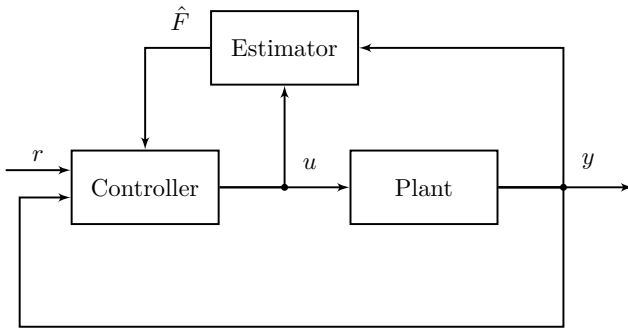 F̂
Estimator
r
u
y
Controller
Plant